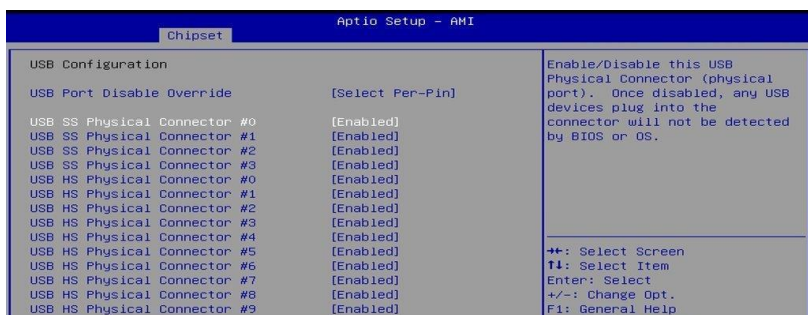 Aptio Setup - AMI
Chipset
USB Configuration
USB Port Disable Override [Select Per-Pin]
USB SS Physical Connector #0 [Enabled]
USB SS Physical Connector #1 [Enabled]
USB SS Physical Connector #2 [Enabled]
USB SS Physical Connector #3 [Enabled]
USB HS Physical Connector #0 [Enabled]
USB HS Physical Connector #1 [Enabled]
USB HS Physical Connector #2 [Enabled]
USB HS Physical Connector #3 [Enabled]
USB HS Physical Connector #4 [Enabled]
USB HS Physical Connector #5 [Enabled]
USB HS Physical Connector #6 [Enabled]
USB HS Physical Connector #7 [Enabled]
USB HS Physical Connector #8 [Enabled]
USB HS Physical Connector #9 [Enabled]
Enable/Disable this USB
Physical Connector (physical
port). Once disabled, any USB
devices plug into the
connector will not be detected
by BIOS or OS.
→←: Select Screen
↑↓: Select Item
Enter: Select
+/-: Change Opt.
F1: General Help